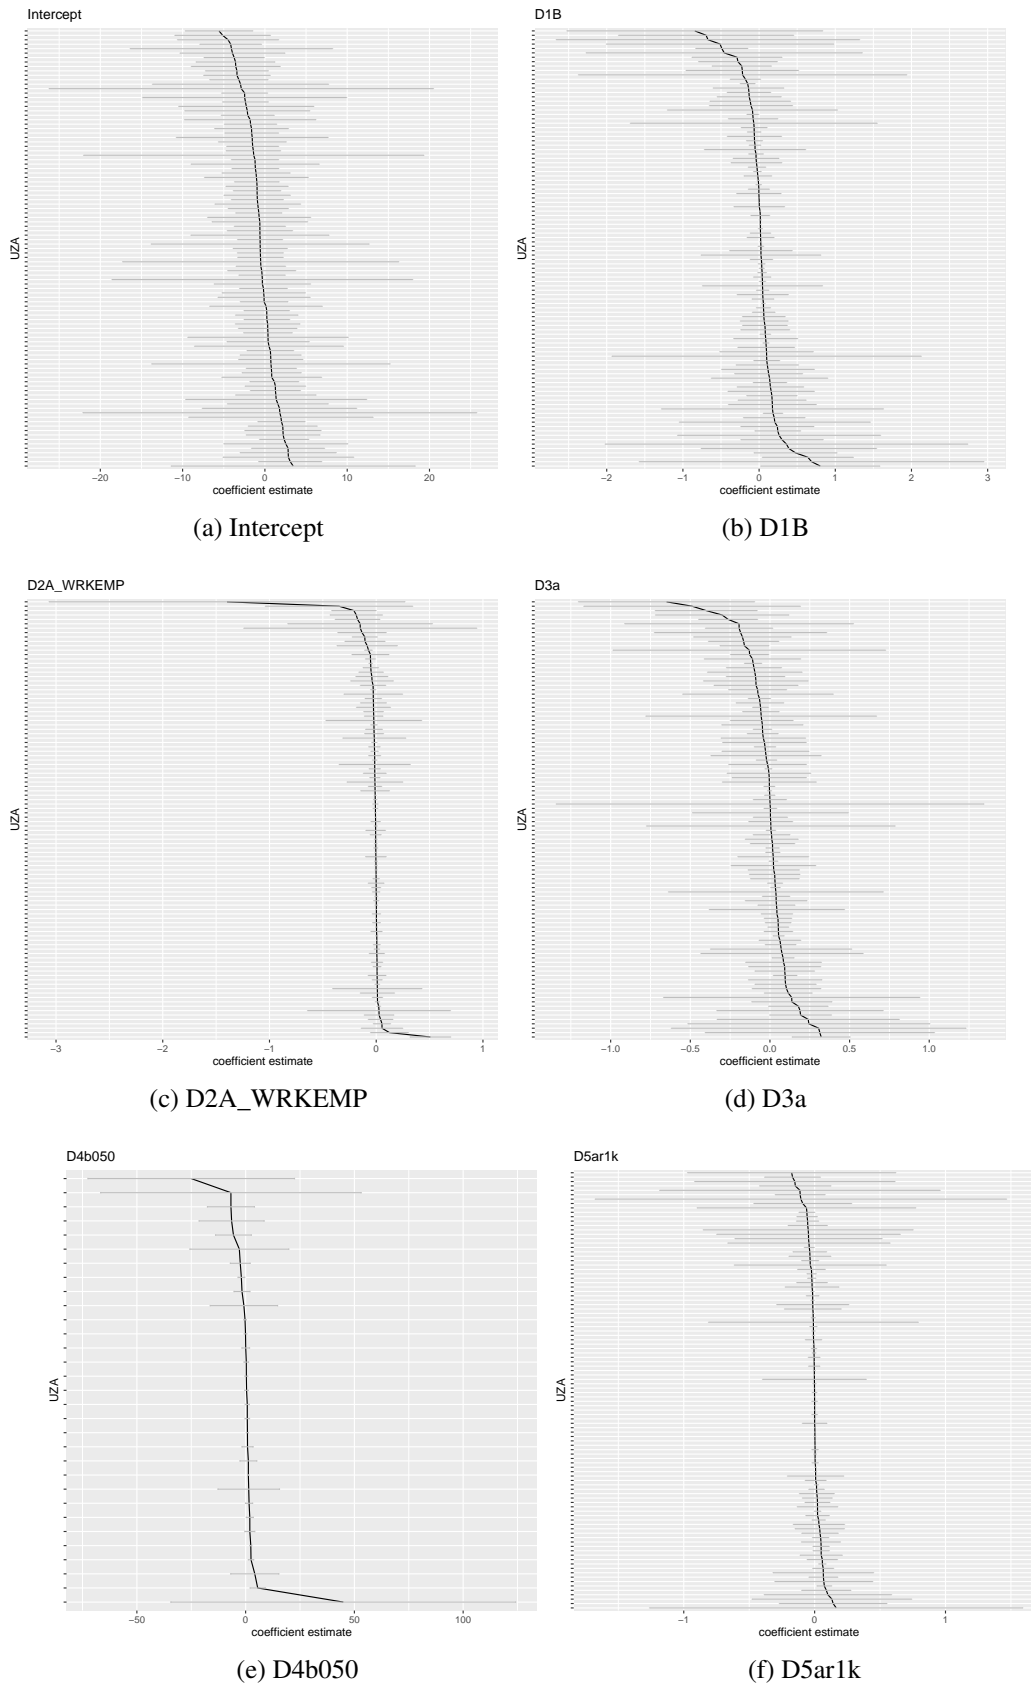 Intercept
UZA
−20 −10 0 10 20
coefficient estimate
(a) Intercept
D1B
UZA
−2 −1 0 1 2 3
coefficient estimate
(b) D1B
D2A_WRKEMP
UZA
−3 −2 −1 0 1
coefficient estimate
(c) D2A_WRKEMP
D3a
UZA
−1.0 −0.5 0.0 0.5 1.0
coefficient estimate
(d) D3a
D4b050
UZA
−50 0 50 100
coefficient estimate
(e) D4b050
D5ar1k
UZA
−1 0 1
coefficient estimate
(f) D5ar1k